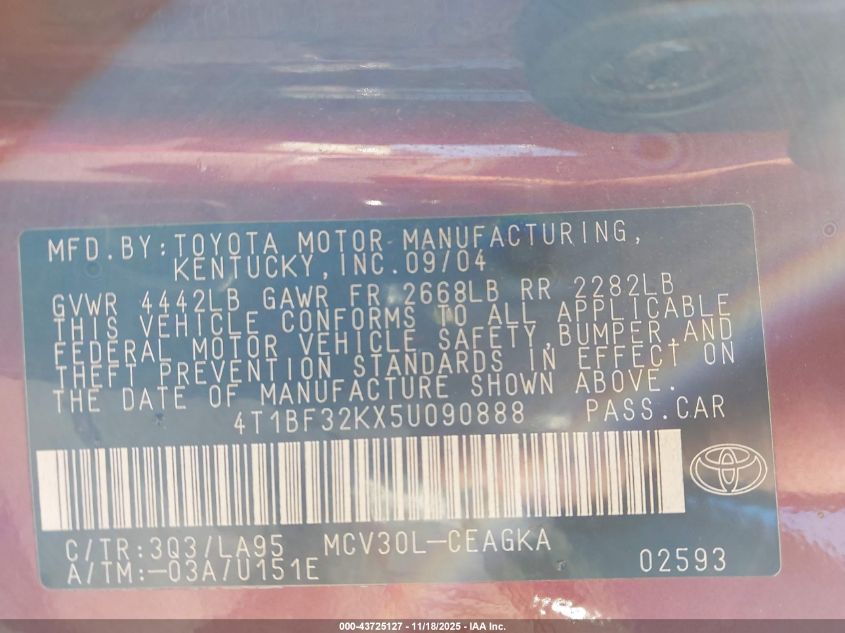 MFD.BY:TOYOTA MOTOR MANUFACTURING,
KENTUCKY,INC.09/04
GVWR 4442LB GAWR FR 2668LB RR 2282LB
THIS VEHICLE CONFORMS TO ALL APPLICABLE
FEDERAL MOTOR VEHICLE SAFETY,BUMPER,AND
THEFT PREVENTION STANDARDS IN EFFECT ON
THE DATE OF MANUFACTURE SHOWN ABOVE.
4T1BF32KX5U090888 PASS.CAR
C/TR:3Q3/LA95 MCV30L-CEAGKA
A/TM:-03A/U151E 02593
000-43725127 - 11/18/2025 - IAA Inc.